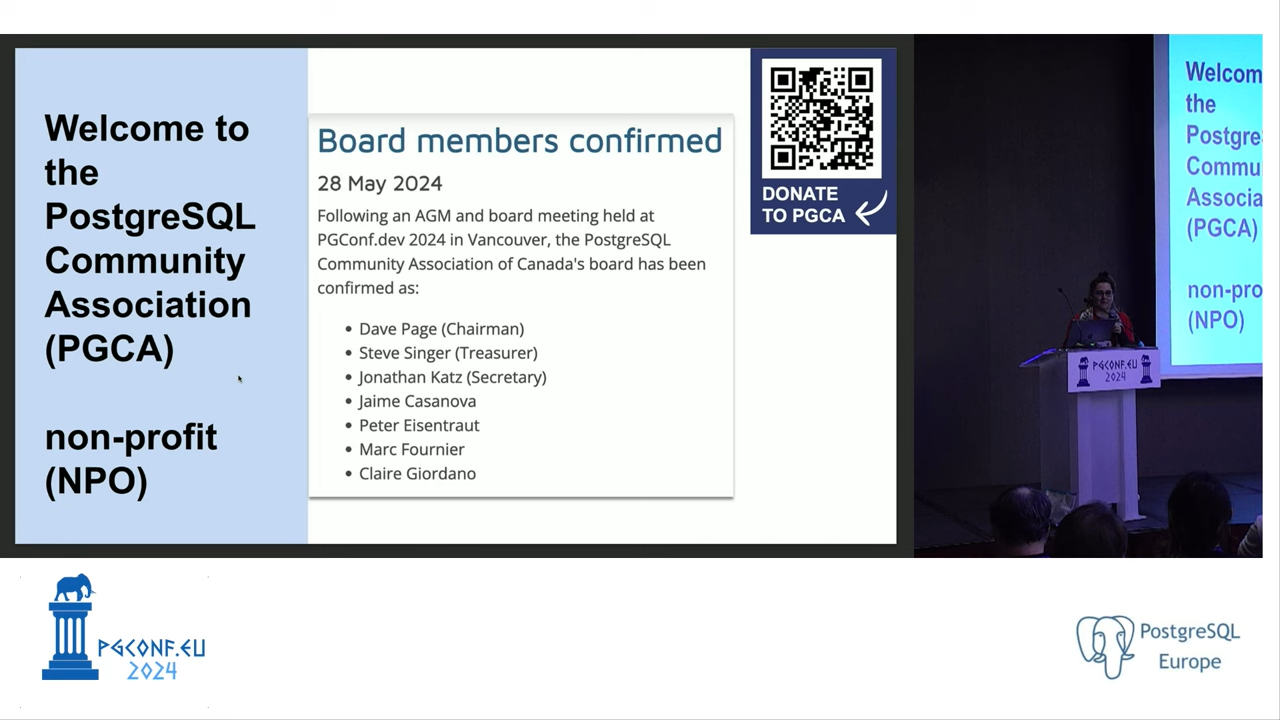 Welcome to
the
PostgreSQL
Community
Association
(PGCA)
non-profit
(NPO)
Board members confirmed
28 May 2024
Following an AGM and board meeting held at
PGConf.dev 2024 in Vancouver, the PostgreSQL
Community Association of Canada's board has been
confirmed as:
• Dave Page (Chairman)
• Steve Singer (Treasurer)
• Jonathan Katz (Secretary)
• Jaime Casanova
• Peter Eisentraut
• Marc Fournier
• Claire Giordano
DONATE
TO PGCA
Welcom
the
Postgre
Commu
Associa
(PGCA)
non-pro
(NPO)
PGCONF.EU
2024
PGCONF.EU
2024
PostgreSQL
Europe